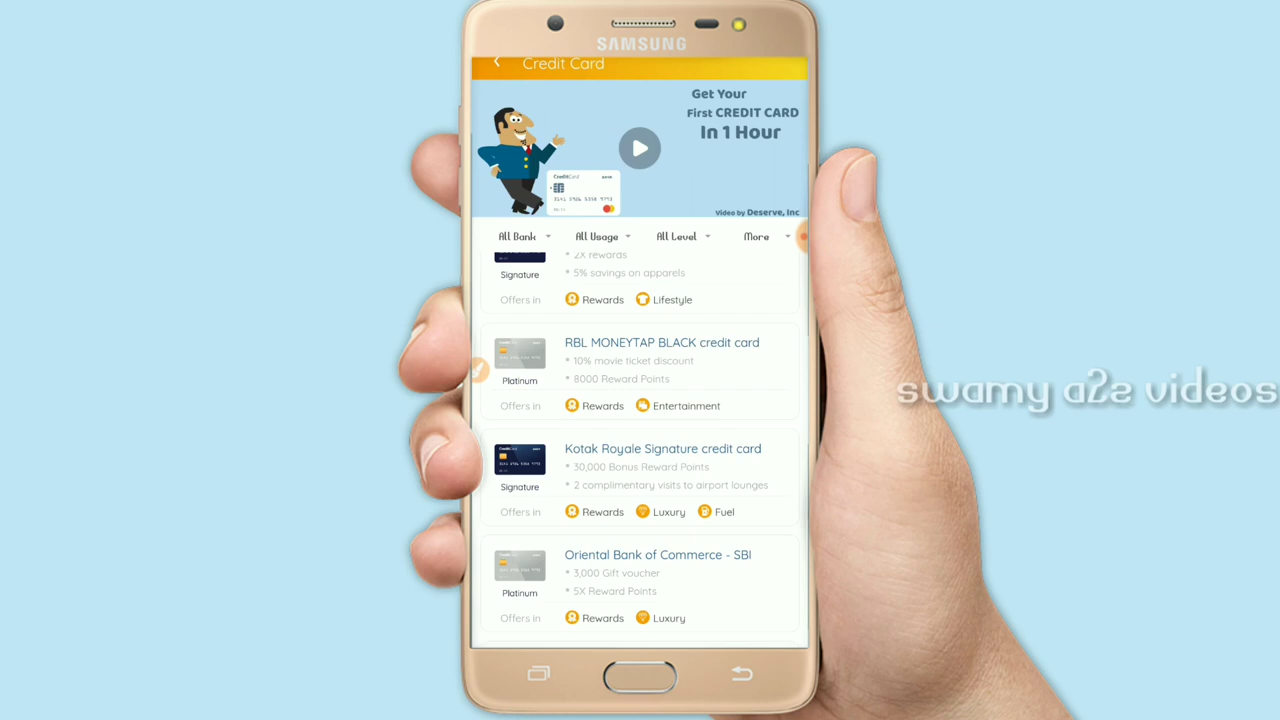 SAMSUNG
Credit Card
Get Your
First CREDIT CARD
In 1 Hour
CreditCard
BANK
Video by Deserve, Inc
All Bank
All Usage
All Level
More
* 2X rewards
* 5% savings on apparels
Signature
Offers in Rewards Lifestyle
RBL MONEYTAP BLACK credit card
* 10% movie ticket discount
* 8000 Reward Points
Platinum
Offers in Rewards Entertainment
Kotak Royale Signature credit card
* 30,000 Bonus Reward Points
* 2 complimentary visits to airport lounges
Signature
Offers in Rewards Luxury Fuel
Oriental Bank of Commerce - SBI
* 3,000 Gift voucher
* 5X Reward Points
Platinum
Offers in Rewards Luxury
swamy a2z videos